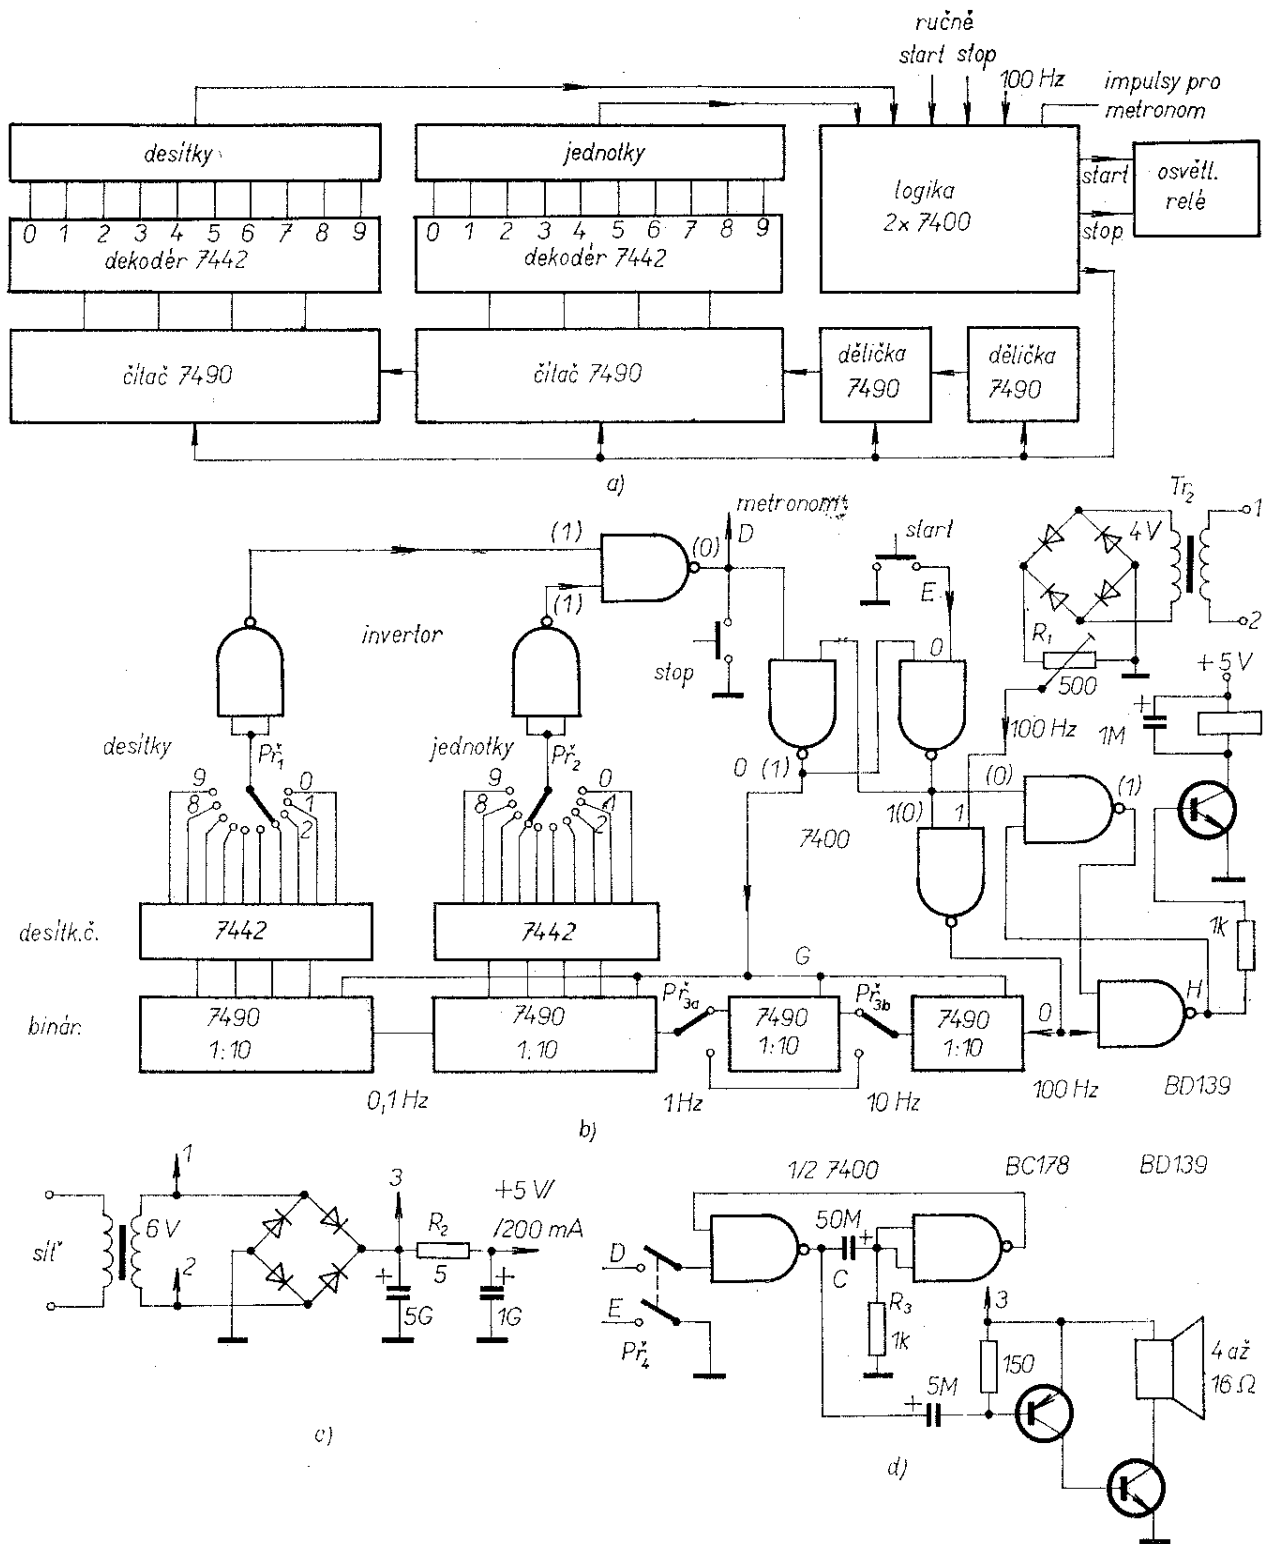 ručně
start stop
100 Hz
impulsy pro
metronom
desítky
jednotky
logika
2x 7400
start
stop
osvětl.
relé
0 1 2 3 4 5 6 7 8 9
dekodér 7442
0 1 2 3 4 5 6 7 8 9
dekodér 7442
čítač 7490
čítač 7490
dělička
7490
dělička
7490
a)
metronom
D
(1)
(0)
(1)
start
E
Tr2
4V
1
2
invertor
stop
0
R1
500
+5V
+
1M
100 Hz
desítky
Př1
jednotky
Př2
0 (1)
(0)
(1)
1(0)
1
7400
9
8
0
1
2
9
8
0
1
2
desítk.č.
7442
7442
1k
G
Př3a
Př3b
H
binár.
7490
1:10
7490
1:10
7490
1:10
7490
1:10
0
0,1 Hz
1Hz
10 Hz
100 Hz
BD139
b)
1
3
+5V/
/200 mA
síť
6V
2
R2
5
+
5G
+
1G
c)
1/2 7400
BC178
BD139
50M
+
C
D
E
Př4
R3
1k
3
150
5M
+
4 až
16 Ω
d)